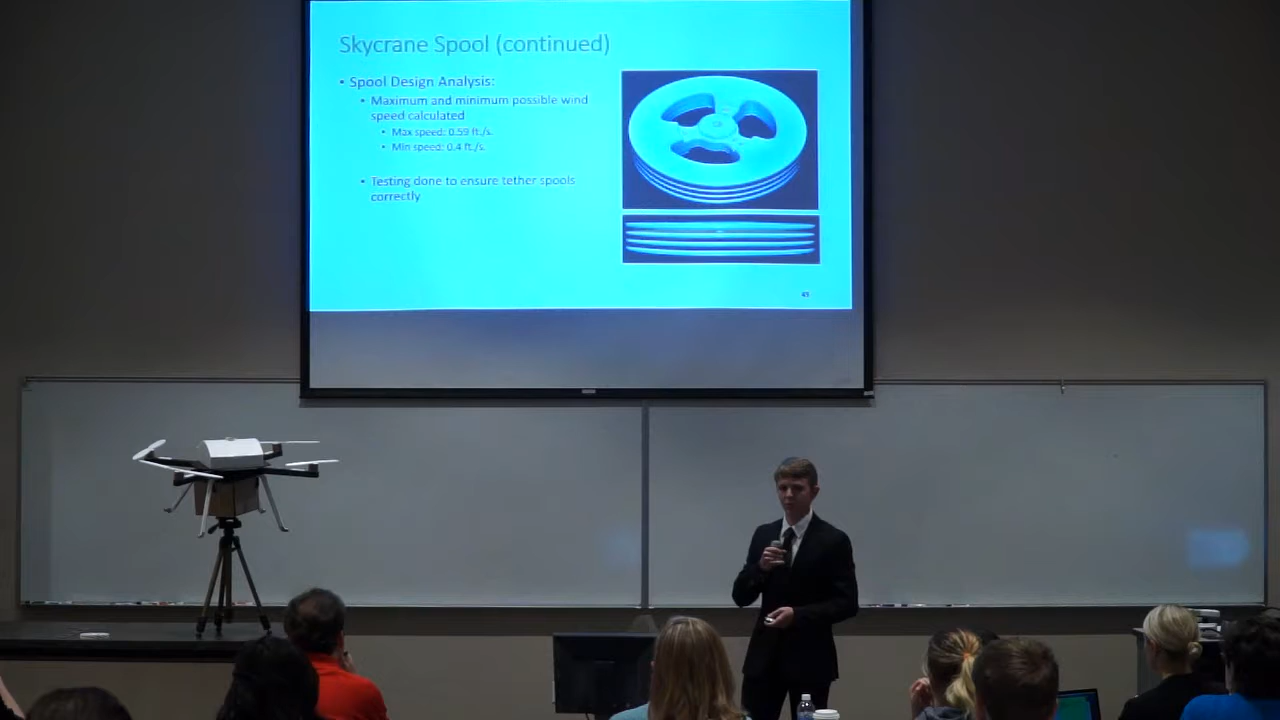 Skycrane Spool (continued)
• Spool Design Analysis:
• Maximum and minimum possible wind
speed calculated
• Max speed: 0.59 ft./s.
• Min speed: 0.4 ft./s.
• Testing done to ensure tether spools
correctly
49